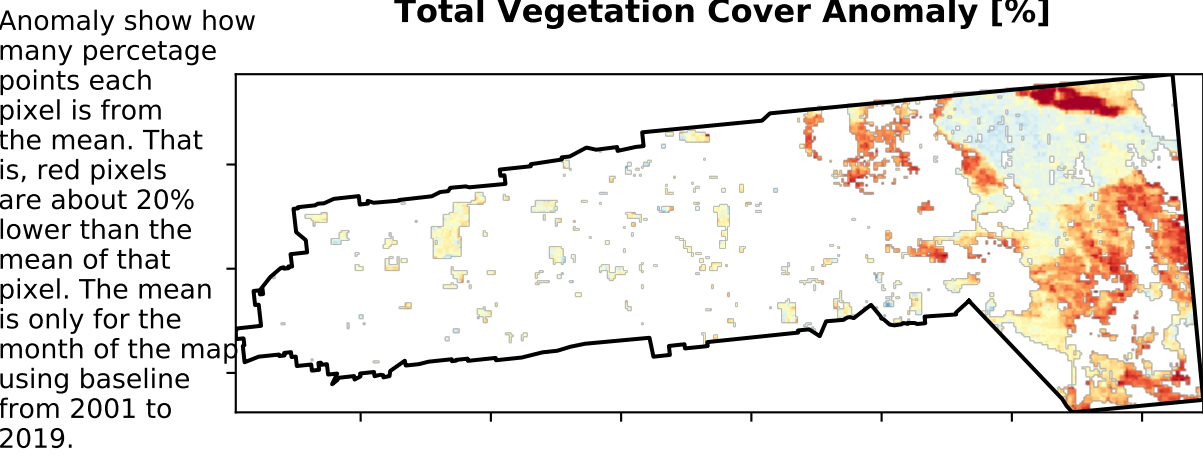 Total Vegetation Cover Anomaly [%]
Anomaly show how
many percetage
points each
pixel is from
the mean. That
is, red pixels
are about 20%
lower than the
mean of that
pixel. The mean
is only for the
month of the map
using baseline
from 2001 to
2019.